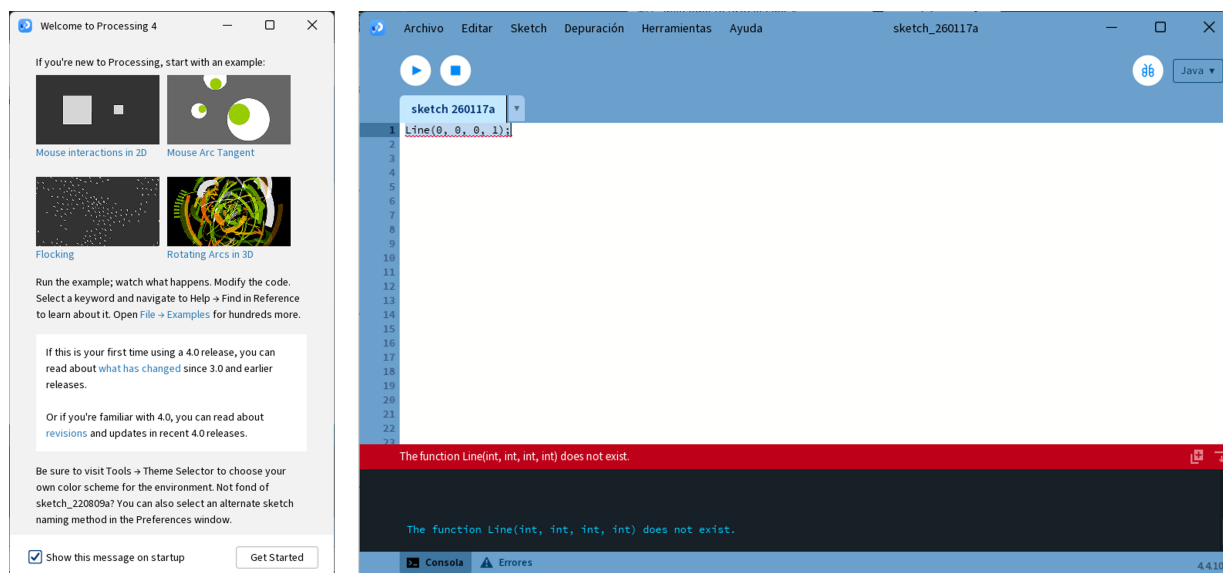 Welcome to Processing 4
If you're new to Processing, start with an example:
Mouse interactions in 2D
Mouse Arc Tangent
Flocking
Rotating Arcs in 3D
Run the example; watch what happens. Modify the code.
Select a keyword and navigate to Help → Find in Reference
to learn about it. Open File → Examples for hundreds more.
If this is your first time using a 4.0 release, you can
read about what has changed since 3.0 and earlier
releases.
Or if you're familiar with 4.0, you can read about
revisions and updates in recent 4.0 releases.
Be sure to visit Tools → Theme Selector to choose your
own color scheme for the environment. Not fond of
sketch_220809a? You can also select an alternate sketch
naming method in the Preferences window.
Show this message on startup
Get Started
Archivo Editar Sketch Depuración Herramientas Ayuda
sketch_260117a
Java
sketch 260117a
1 Line(0, 0, 0, 1);
2
3
4
5
6
7
8
9
10
11
12
13
14
15
16
17
18
19
20
21
22
23
The function Line(int, int, int, int) does not exist.
The function Line(int, int, int, int) does not exist.
Consola Errores
4.4.10